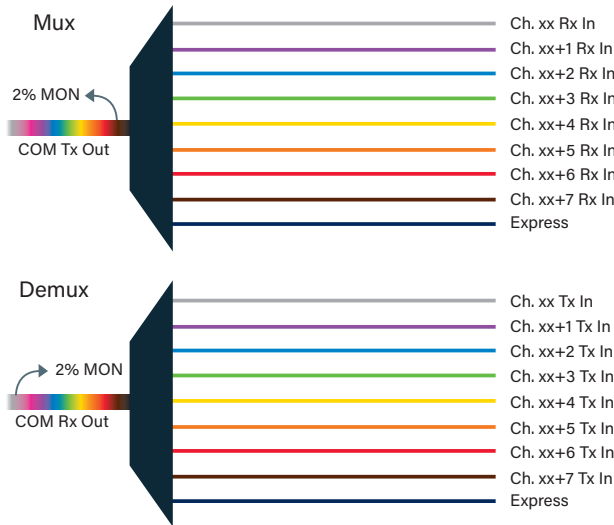 Mux
2% MON
COM Tx Out
Ch. xx Rx In
Ch. xx+1 Rx In
Ch. xx+2 Rx In
Ch. xx+3 Rx In
Ch. xx+4 Rx In
Ch. xx+5 Rx In
Ch. xx+6 Rx In
Ch. xx+7 Rx In
Express
Demux
2% MON
COM Rx Out
Ch. xx Tx In
Ch. xx+1 Tx In
Ch. xx+2 Tx In
Ch. xx+3 Tx In
Ch. xx+4 Tx In
Ch. xx+5 Tx In
Ch. xx+6 Tx In
Ch. xx+7 Tx In
Express